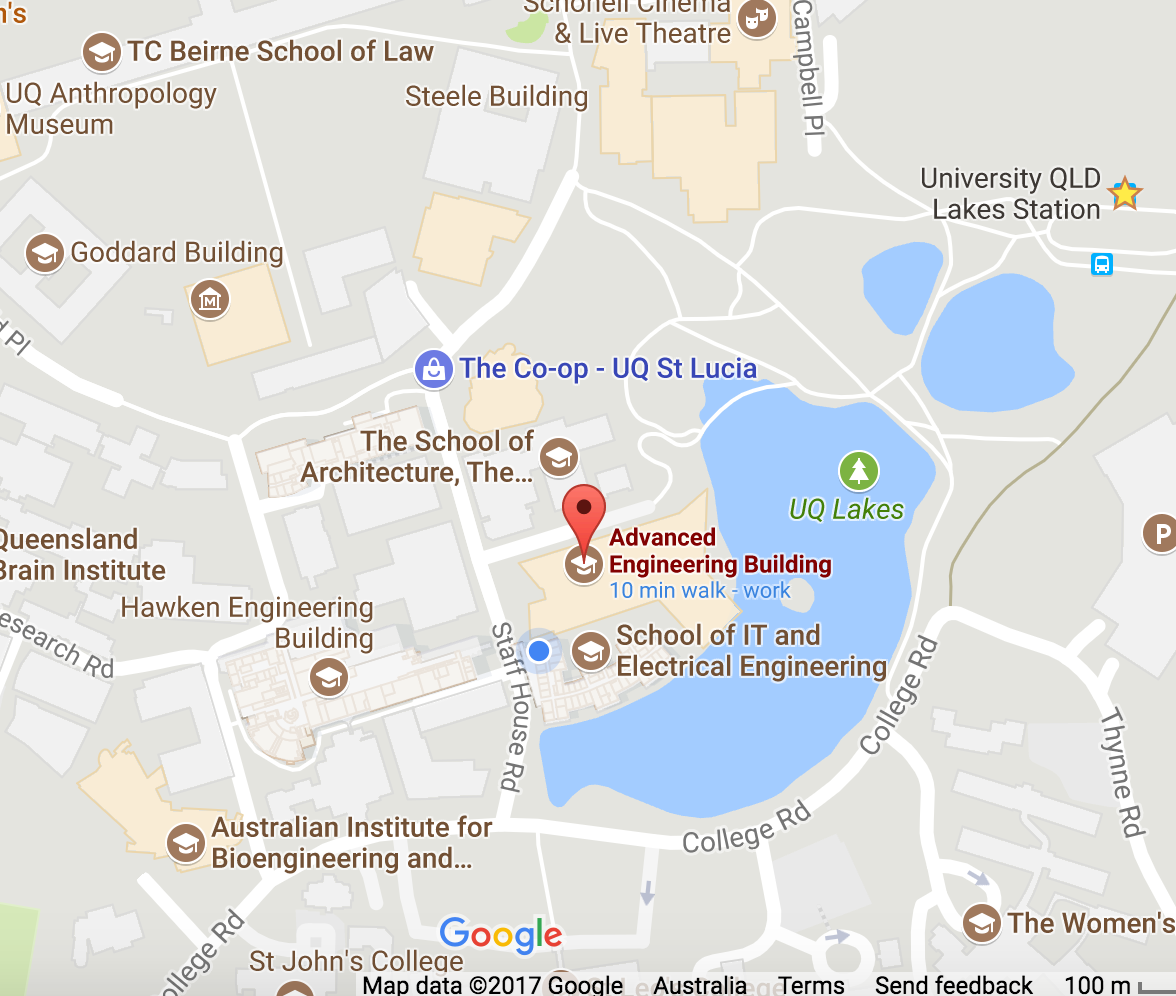 n's
Schonell Cinema
& Live Theatre
Campbell Pl
TC Beirne School of Law
UQ Anthropology
Museum
Steele Building
University QLD
Lakes Station
Goddard Building
M
d Pl
The Co-op - UQ St Lucia
The School of
Architecture, The...
UQ Lakes
P
Queensland
Brain Institute
Advanced
Engineering Building
10 min walk - work
Hawken Engineering
Building
School of IT and
Electrical Engineering
esearch Rd
Staff House Rd
College Rd
Thynne Rd
College Rd
Australian Institute for
Bioengineering and...
ollege Rd
The Women's
Google
St John's College
Map data ©2017 Google Australia Terms Send feedback 100 m